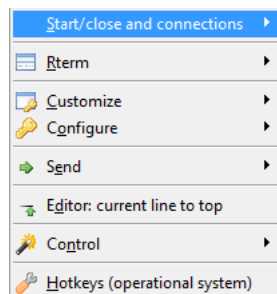 Start/close and connections
Rterm
Customize
Configure
Send
Editor: current line to top
Control
Hotkeys (operational system)